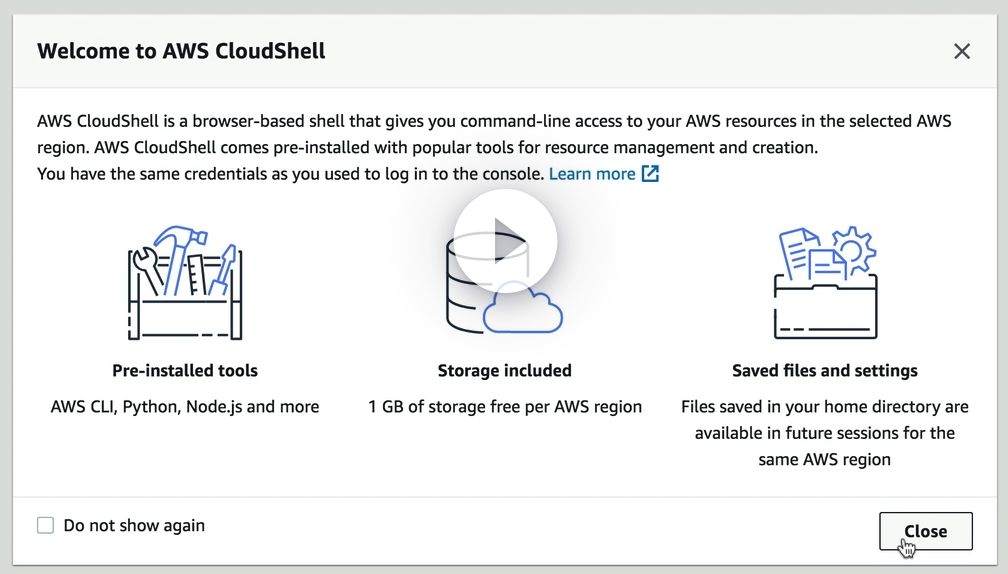 Welcome to AWS CloudShell
AWS CloudShell is a browser-based shell that gives you command-line access to your AWS resources in the selected AWS
region. AWS CloudShell comes pre-installed with popular tools for resource management and creation.
You have the same credentials as you used to log in to the console. Learn more
Pre-installed tools
AWS CLI, Python, Node.js and more
Storage included
1 GB of storage free per AWS region
Saved files and settings
Files saved in your home directory are
available in future sessions for the
same AWS region
Do not show again
Close